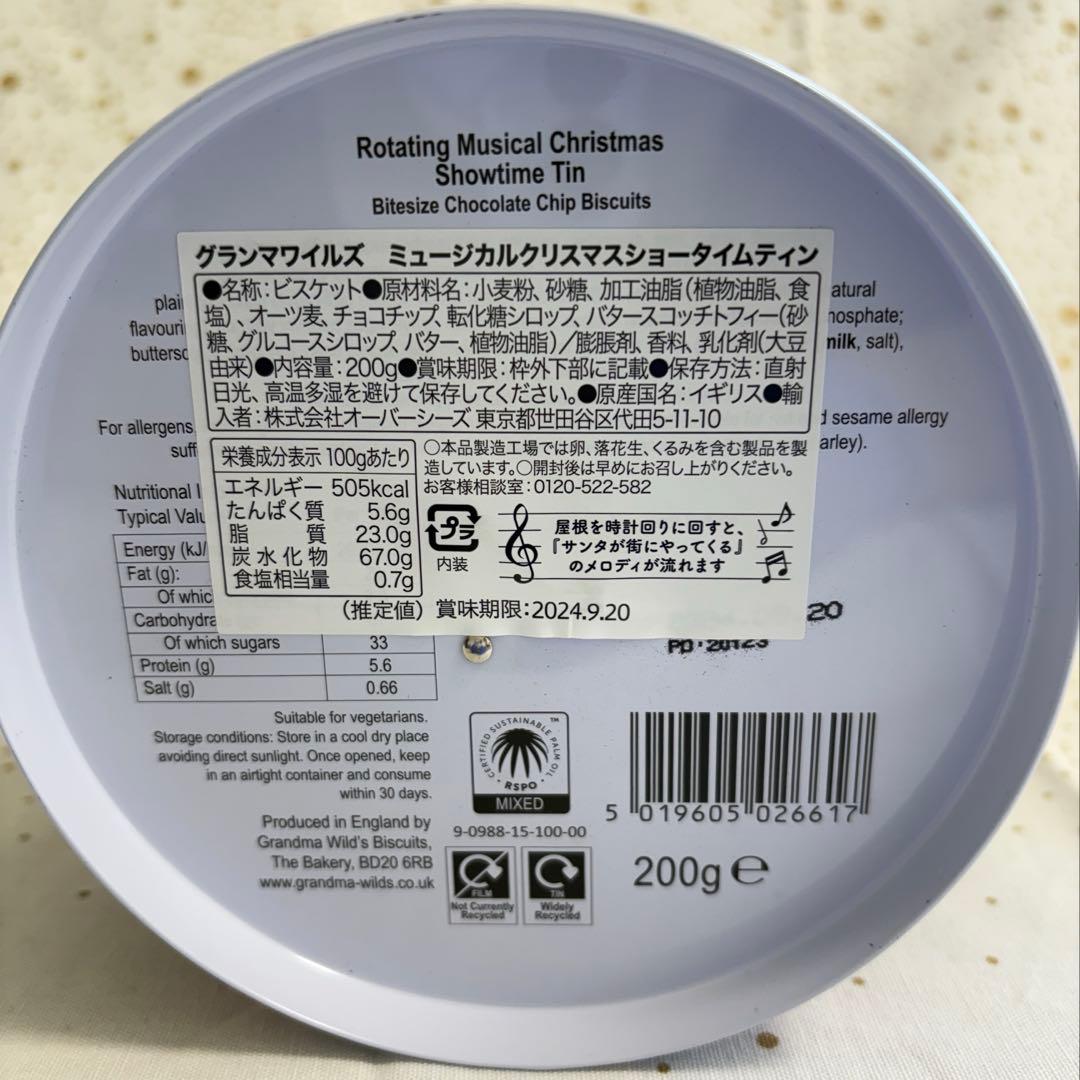 Rotating Musical Christmas
Showtime Tin
Bitesize Chocolate Chip Biscuits
グランマワイルズ ミュージカルクリスマスショータイムティン
●名称:ビスケット●原材料名:小麦粉、砂糖、加工油脂(植物油脂、食
塩)、オーツ麦、チョコチップ、転化糖シロップ、バタースコッチトフィー(砂
糖、グルコースシロップ、バター、植物油脂)/膨脹剤、香料、乳化剤(大豆
由来)●内容量:200g●賞味期限:枠外下部に記載●保存方法:直射
日光、高温多湿を避けて保存してください。●原産国名:イギリス●輸
入者:株式会社オーバーシーズ 東京都世田谷区代田5-11-10
milk, salt),
For allergens
sesame allergy
栄養成分表示 100gあたり
エネルギー 505kcal
たんぱく質 5.6g
脂 質 23.0g
炭水化物 67.0g
食塩相当量 0.7g
(推定値) 賞味期限:2024.9.20
○本品製造工場では卵、落花生、くるみを含む製品を製
造しています。○開封後は早めにお召し上がりください。
お客様相談室:0120-522-582
プラ
内装
屋根を時計回りに回すと、
『サンタが街にやってくる』
のメロディが流れます
Nutritional
Typical
Energy (kJ/
Fat (g):
Of
Of which sugars 33
Protein (g) 5.6
Salt (g) 0.66
20
PD·20123
Suitable for vegetarians.
Storage conditions: Store in a cool dry place
avoiding direct sunlight. Once opened, keep
in an airtight container and consume
within 30 days.
Produced in England by
Grandma Wild's Biscuits,
The Bakery, BD20 6RB
www.grandma-wilds.co.uk
CERTIFIED SUSTAINABLE PALM OIL
TM
RSPO
MIXED
9-0988-15-100-00
FILM
Not Currently
Recycled
TIN
Widely
Recycled
5 019605 026617
200g ℮